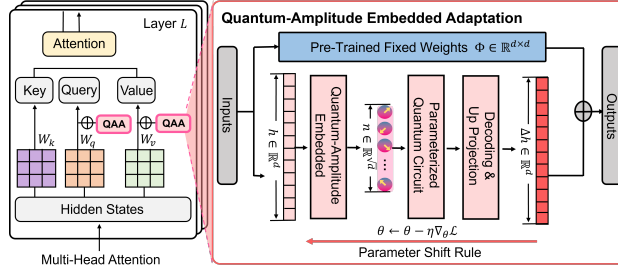 Layer L
Attention
Key
Query
Value
QAA
QAA
W_k
W_q
W_v
Hidden States
Multi-Head Attention
Quantum-Amplitude Embedded Adaptation
Pre-Trained Fixed Weights Φ ∈ ℝ^{d×d}
Inputs
h ∈ ℝ^d
Quantum-Amplitude
Embedded
n ∈ ℝ^{√d}
...
Parameterized
Quantum Circuit
Decoding &
Up Projection
Δh ∈ ℝ^d
Outputs
θ ← θ − η∇_θℒ
Parameter Shift Rule